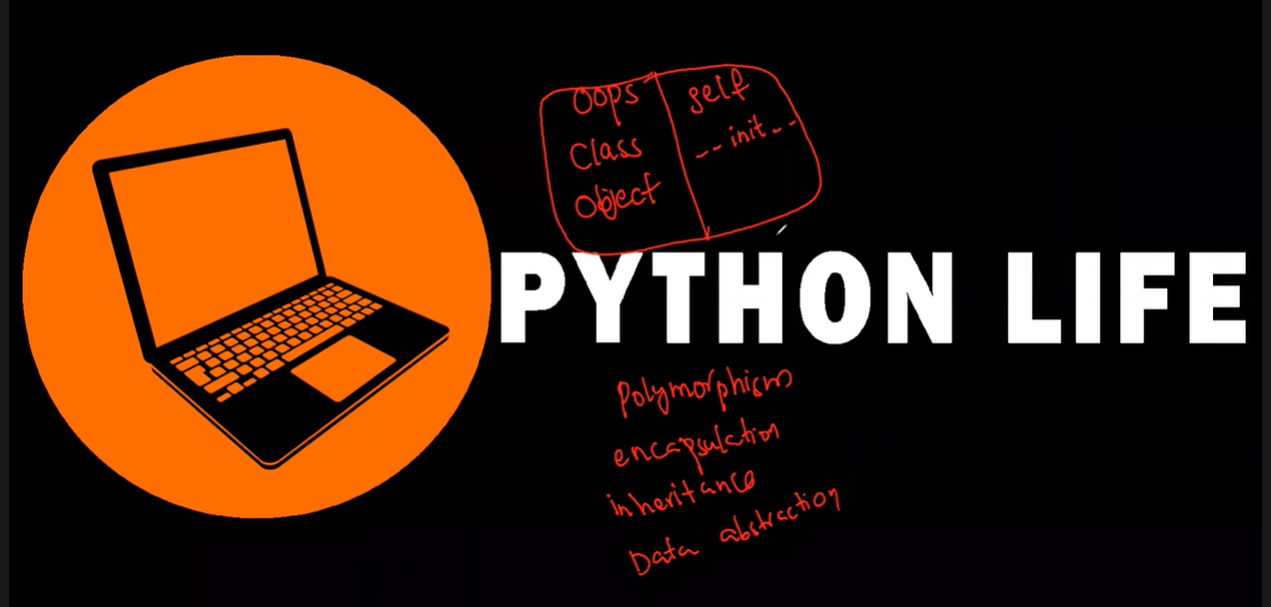 Oops self
Class __init__
Object
PYTHON LIFE
Polymorphism
encapsulation
inheritance
Data abstraction